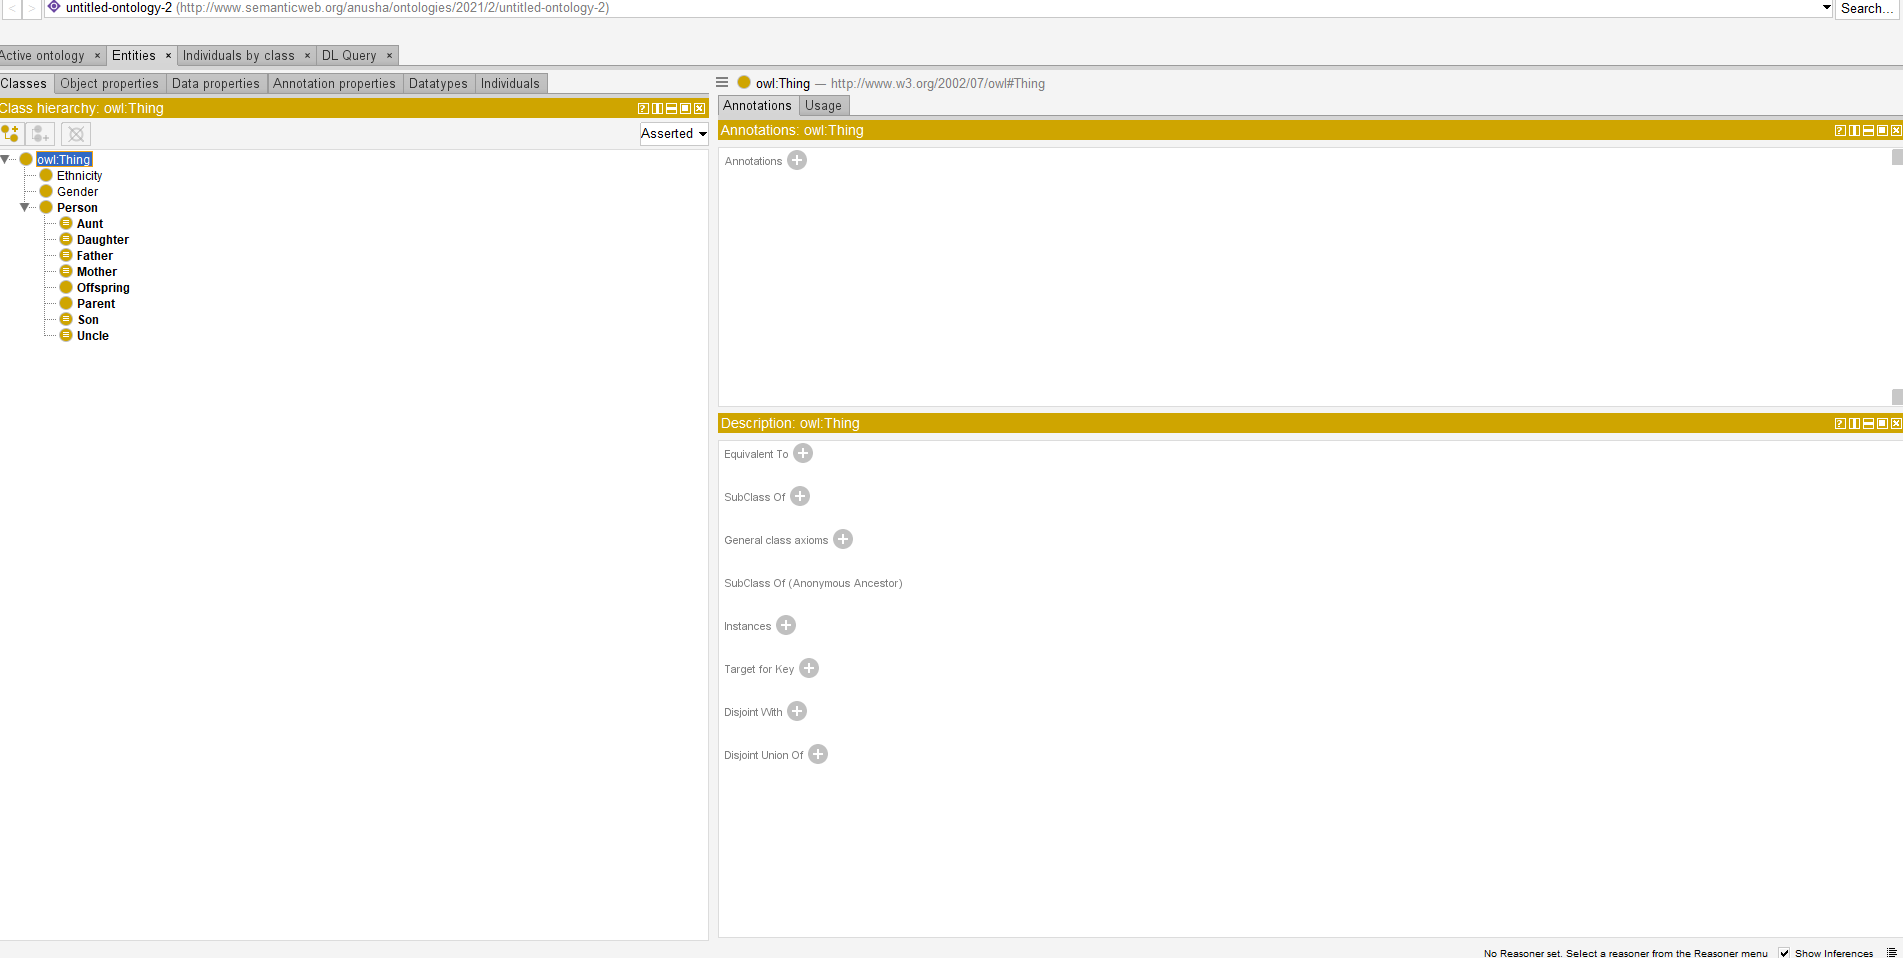 untitled-ontology-2 (http://www.semanticweb.org/anusha/ontologies/2021/2/untitled-ontology-2)
Search...
Active ontology × Entities × Individuals by class × DL Query ×
Classes Object properties Data properties Annotation properties Datatypes Individuals
Class hierarchy: owl:Thing
Asserted
owl:Thing
Ethnicity
Gender
Person
Aunt
Daughter
Father
Mother
Offspring
Parent
Son
Uncle
owl:Thing — http://www.w3.org/2002/07/owl#Thing
Annotations Usage
Annotations: owl:Thing
Annotations
Description: owl:Thing
Equivalent To
SubClass Of
General class axioms
SubClass Of (Anonymous Ancestor)
Instances
Target for Key
Disjoint With
Disjoint Union Of
No Reasoner set. Select a reasoner from the Reasoner menu Show Inferences